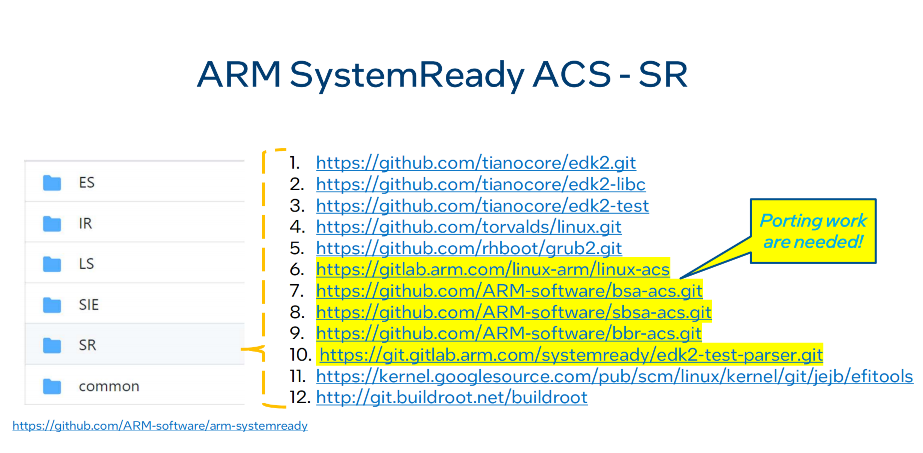 ARM SystemReady ACS - SR
ES
IR
LS
SIE
SR
common
1. https://github.com/tianocore/edk2.git
2. https://github.com/tianocore/edk2-libc
3. https://github.com/tianocore/edk2-test
4. https://github.com/torvalds/linux.git
5. https://github.com/rhboot/grub2.git
6. https://gitlab.arm.com/linux-arm/linux-acs
7. https://github.com/ARM-software/bsa-acs.git
8. https://github.com/ARM-software/sbsa-acs.git
9. https://github.com/ARM-software/bbr-acs.git
10. https://git.gitlab.arm.com/systemready/edk2-test-parser.git
11. https://kernel.googlesource.com/pub/scm/linux/kernel/git/jejb/efitools
12. http://git.buildroot.net/buildroot
Porting work
are needed!
https://github.com/ARM-software/arm-systemready